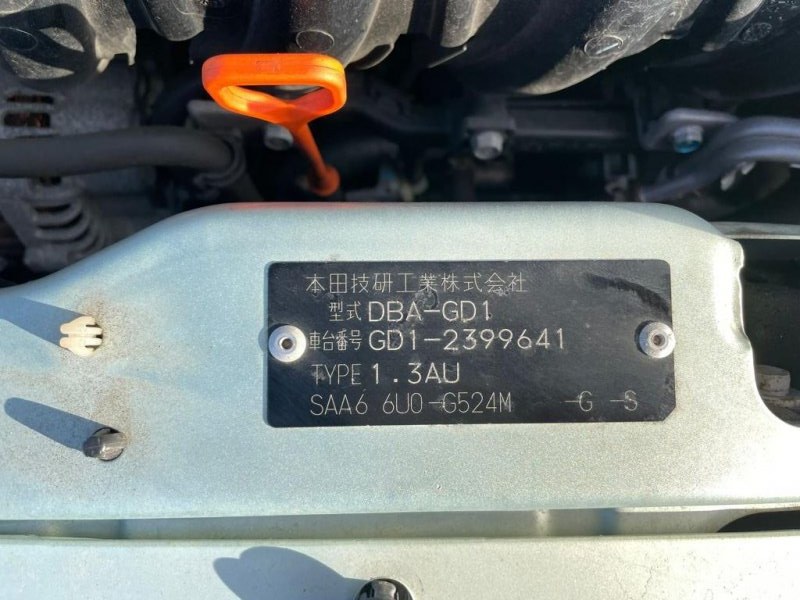 本田技研工業株式会社
型式 DBA-GD1
車台番号 GD1-2399641
TYPE 1.3AU
SAA6 6U0-G524M -G -S